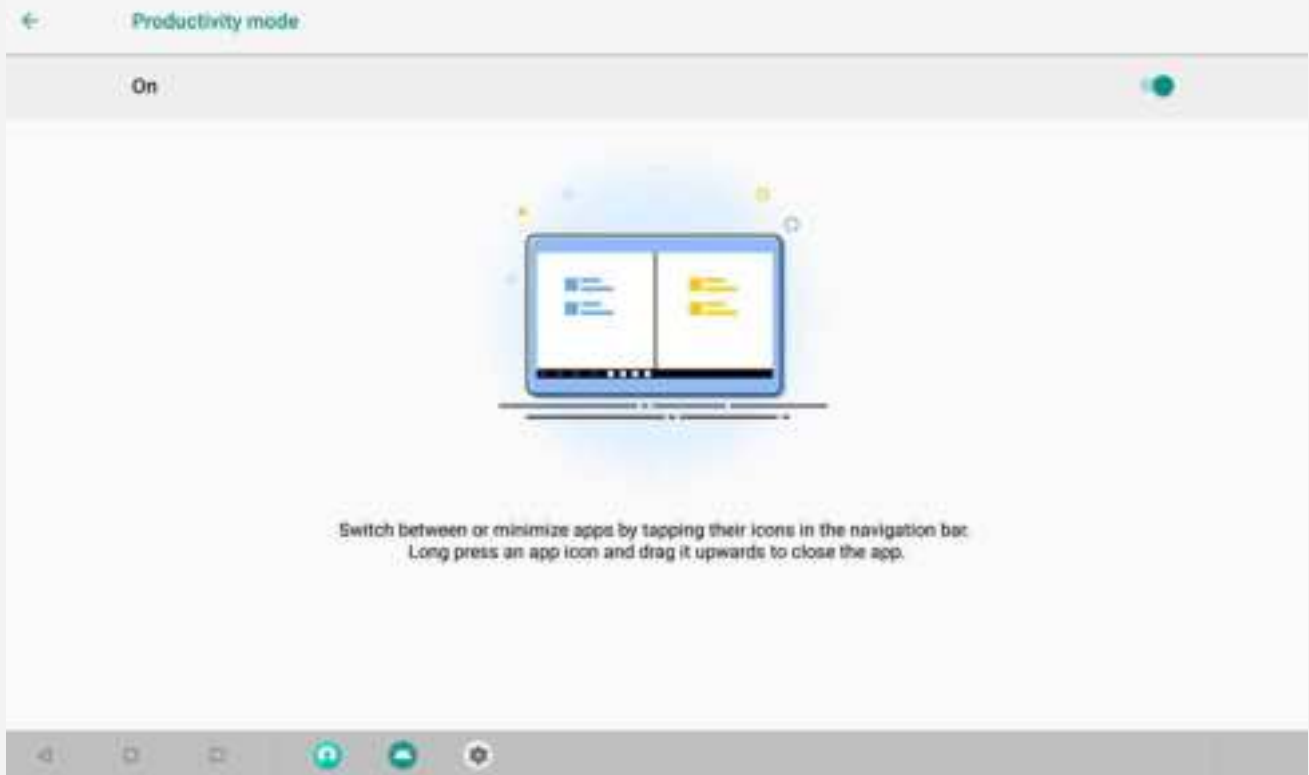 Productivity mode
On
Switch between or minimize apps by tapping their icons in the navigation bar.
Long press an app icon and drag it upwards to close the app.